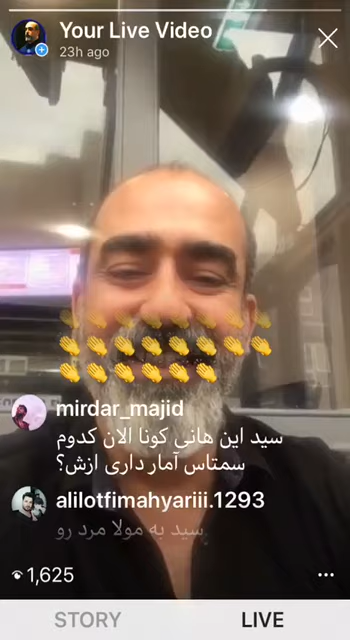 Your Live Video
23h ago
mirdar_majid
سید این هانی کونا الان کدوم
سمتاس آمار داری ازش؟
alilotfimahyariii.1293
سید به مولا مرد رو
1,625
STORY
LIVE